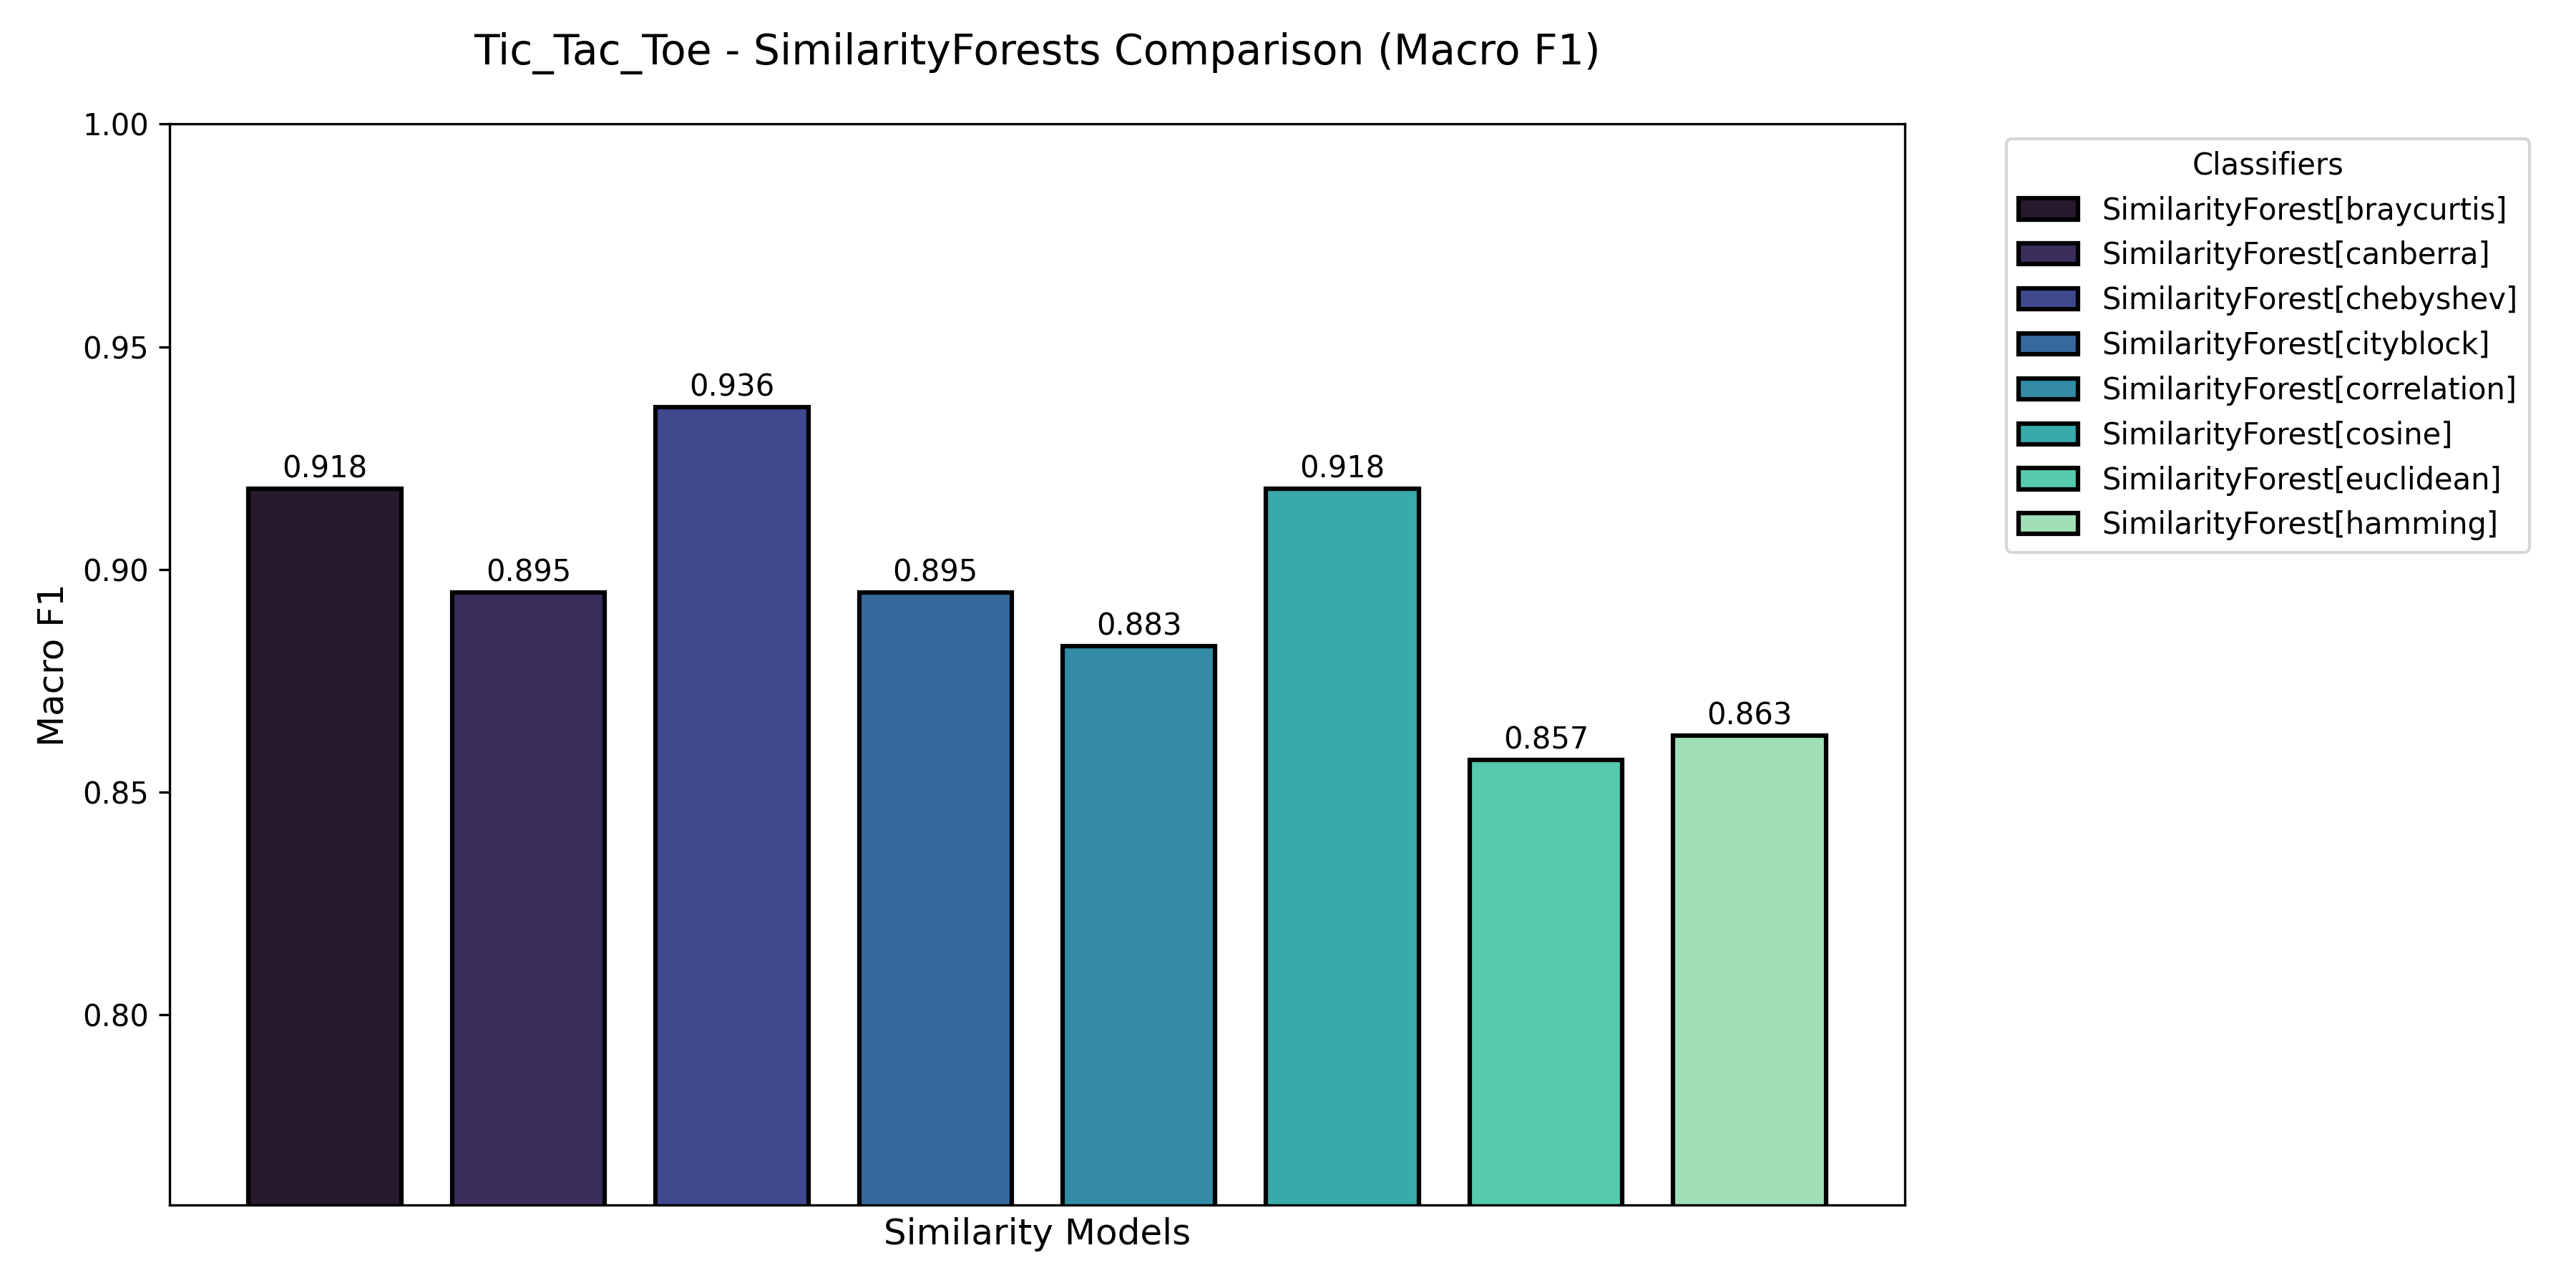 Tic_Tac_Toe - SimilarityForests Comparison (Macro F1)
1.00
0.95
0.90
0.85
0.80
Macro F1
0.918
0.895
0.936
0.895
0.883
0.918
0.857
0.863
Similarity Models
Classifiers
SimilarityForest[braycurtis]
SimilarityForest[canberra]
SimilarityForest[chebyshev]
SimilarityForest[cityblock]
SimilarityForest[correlation]
SimilarityForest[cosine]
SimilarityForest[euclidean]
SimilarityForest[hamming]